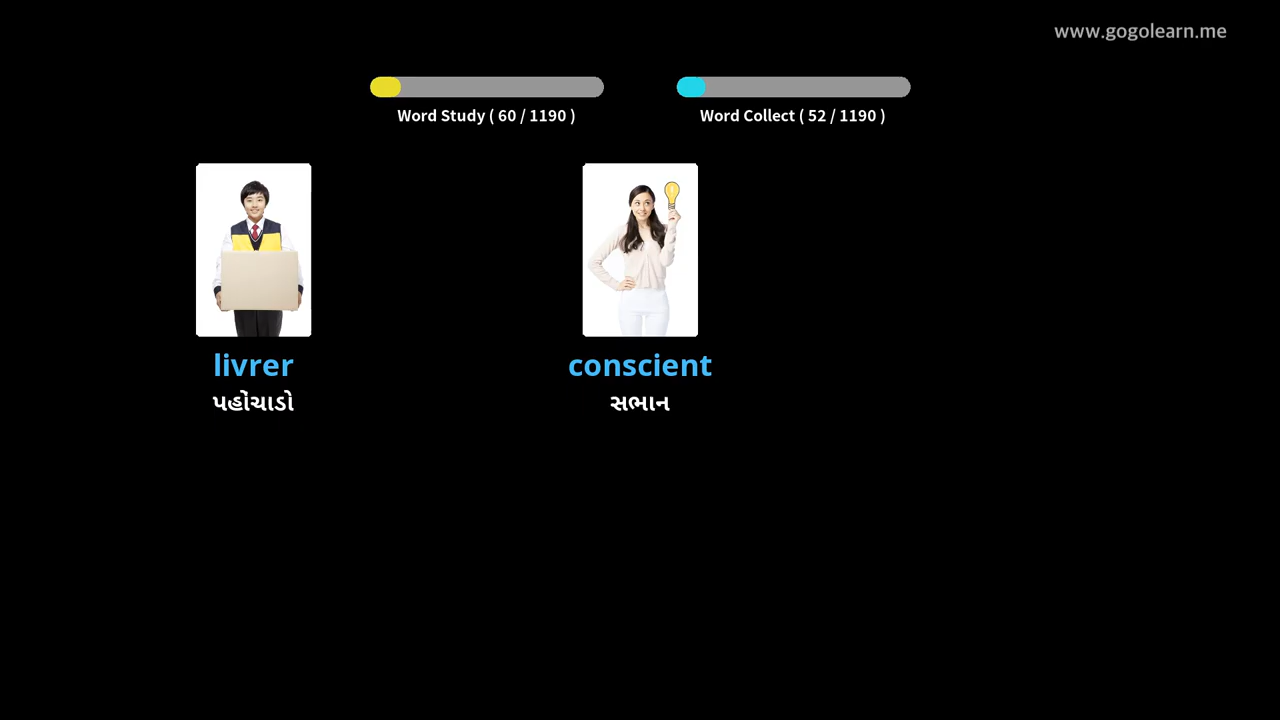 www.gogolearn.me
Word Study ( 60 / 1190 )
Word Collect ( 52 / 1190 )
livrer
પહોંચાડો
conscient
સભાન